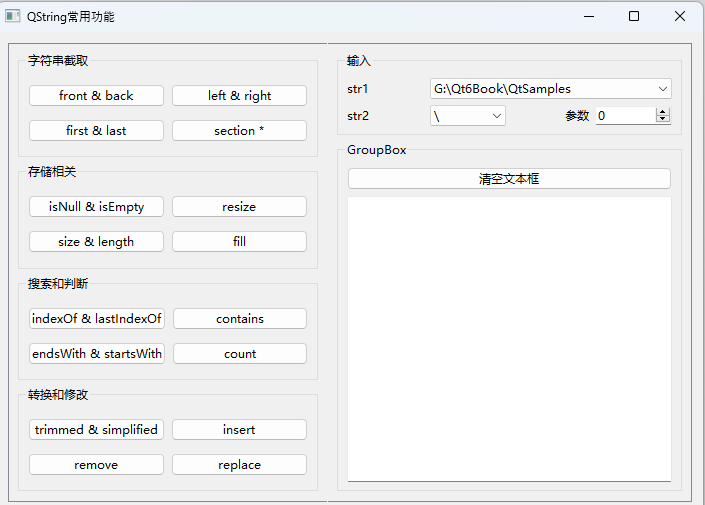 QString常用功能
字符串截取
front & back
left & right
first & last
section *
存储相关
isNull & isEmpty
resize
size & length
fill
搜索和判断
indexOf & lastIndexOf
contains
endsWith & startsWith
count
转换和修改
trimmed & simplified
insert
remove
replace
输入
str1
G:\Qt6Book\QtSamples
str2
\
参数
0
GroupBox
清空文本框